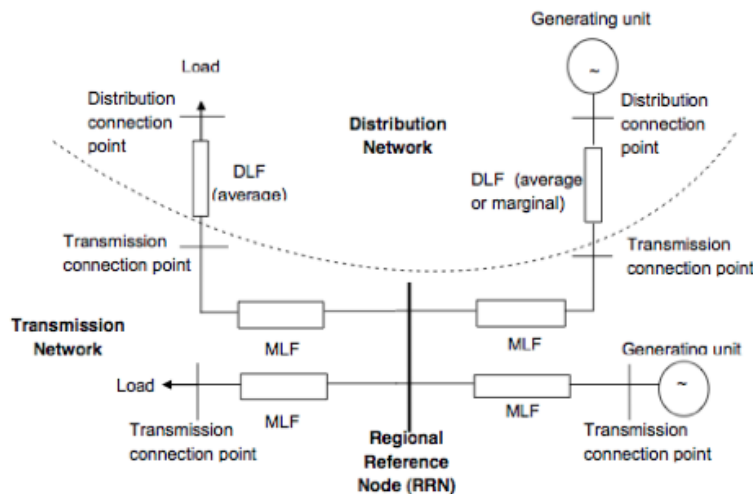 Generating unit
~
Load
Distribution
connection
point
Distribution
Network
Distribution
connection
point
DLF
(average)
DLF (average
or marginal)
Transmission
connection point
Transmission
connection point
Transmission
Network
MLF
MLF
Generating unit
Load
~
MLF
MLF
Transmission
connection point
Transmission
connection point
Regional
Reference
Node (RRN)